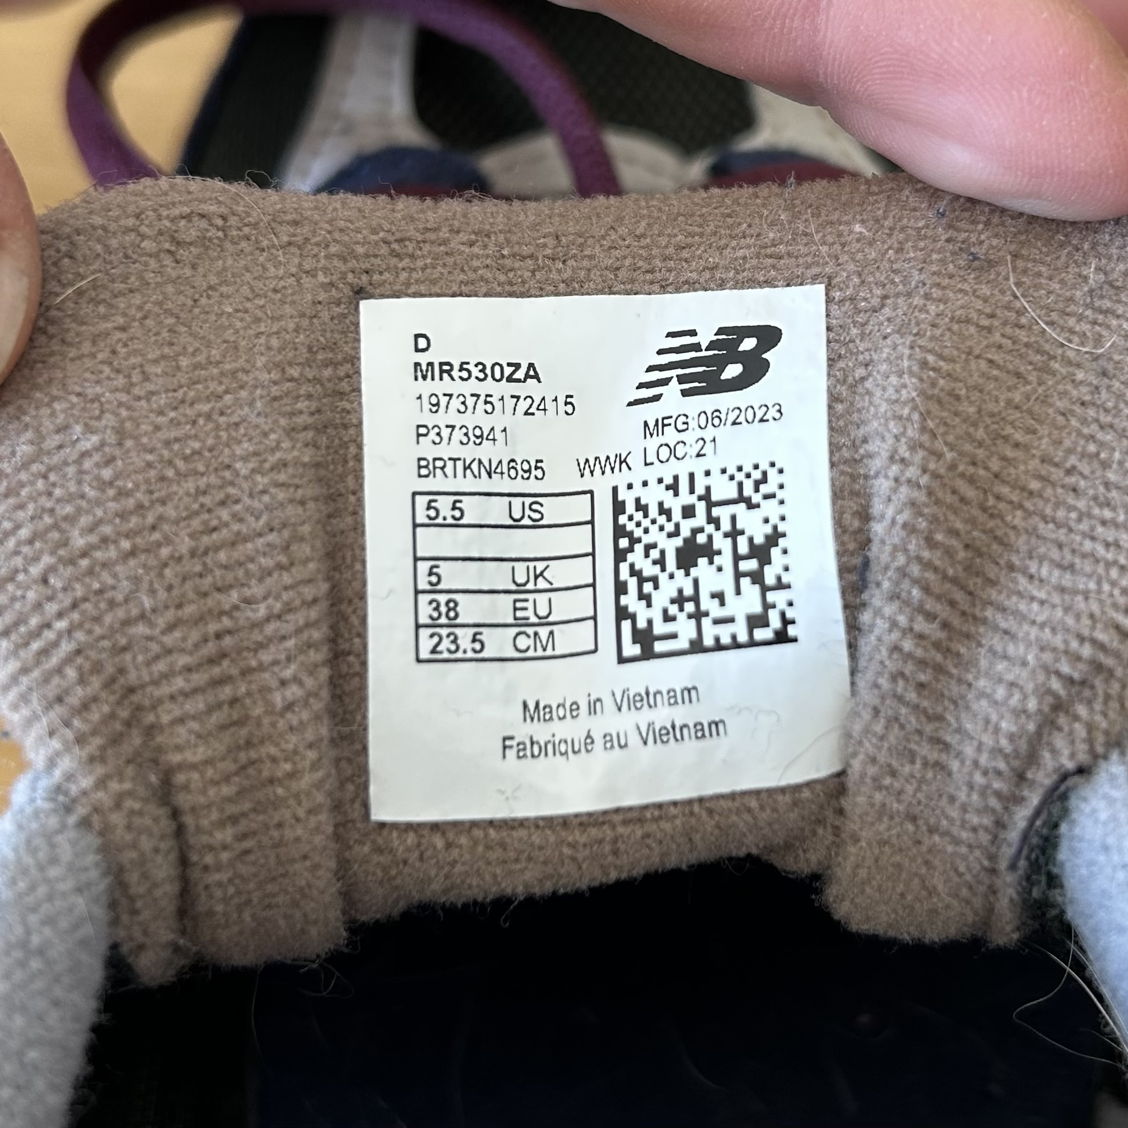 D
MR530ZA
197375172415
P373941
BRTKN4695
NB
MFG:06/2023
WWK LOC:21
5.5 US
5 UK
38 EU
23.5 CM
Made in Vietnam
Fabriqué au Vietnam